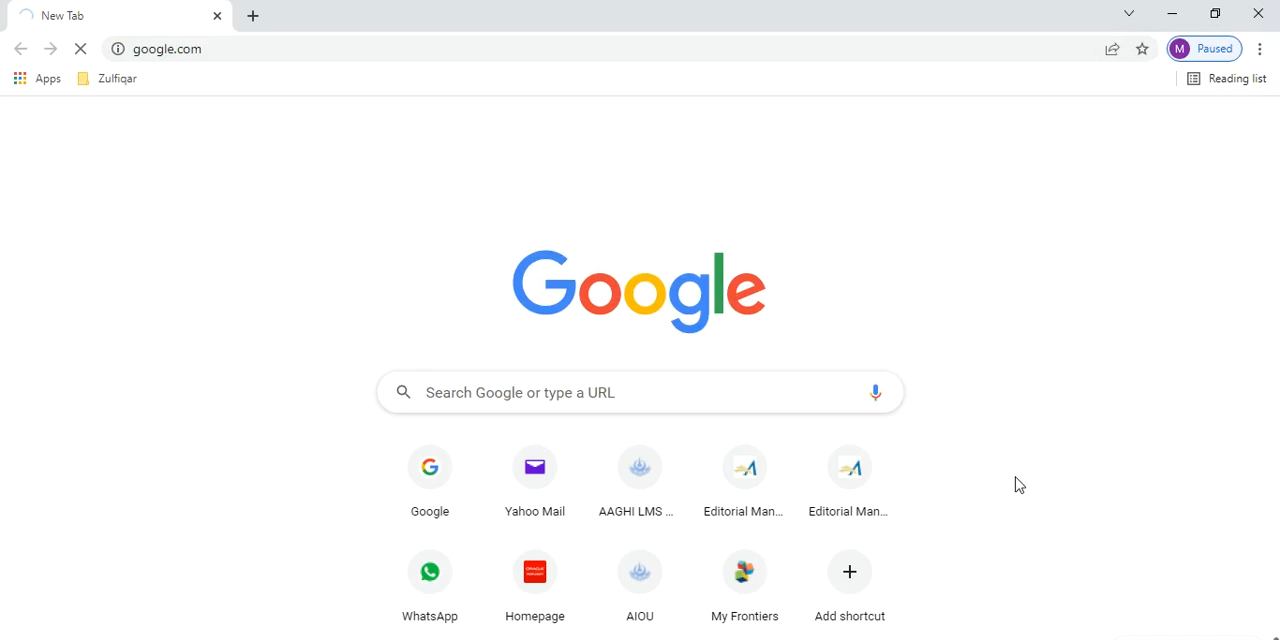 New Tab
google.com
M Paused
Apps Zulfiqar Reading list
Google
Search Google or type a URL
Google Yahoo Mail AAGHI LMS ... Editorial Man... Editorial Man...
WhatsApp Homepage AIOU My Frontiers Add shortcut